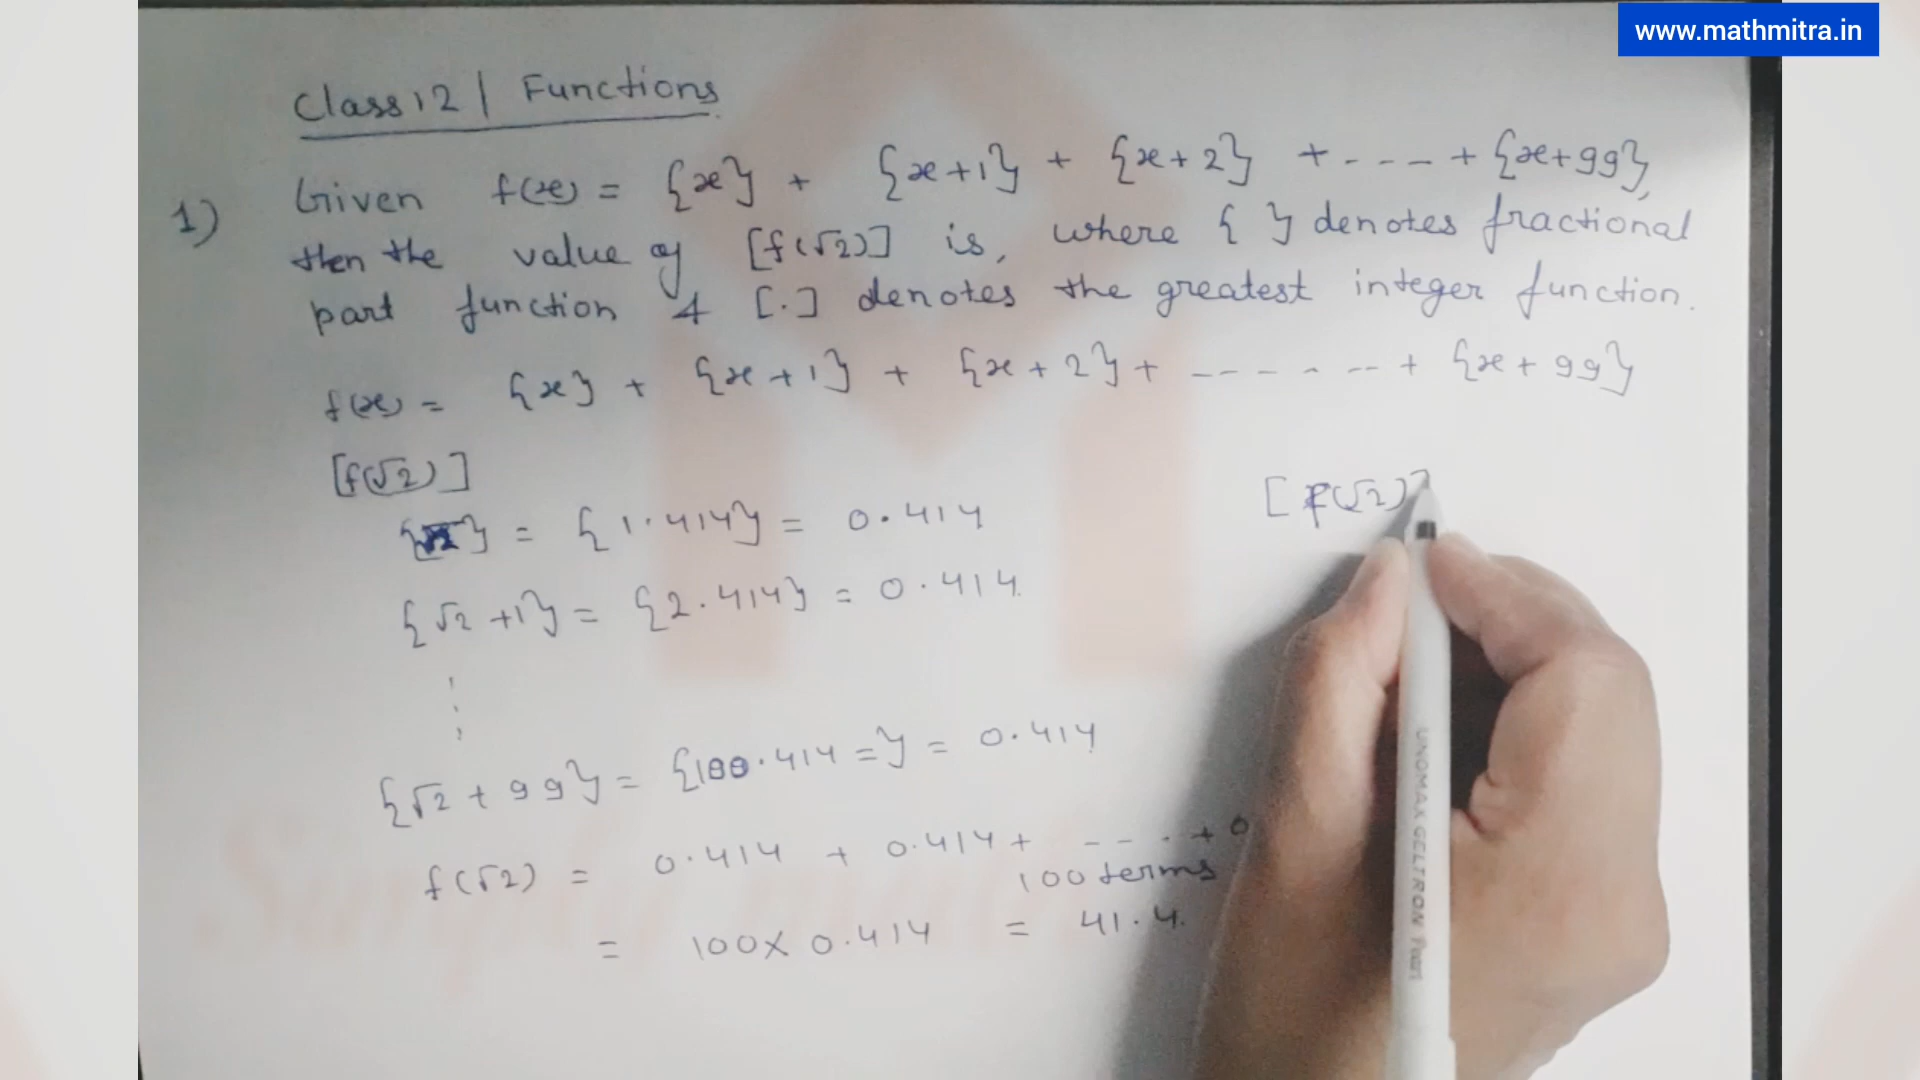 www.mathmitra.in
Class 12 | Functions
1) Given f(x) = {x} + {x+1} + {x+2} + ---- + {x+99},
then the value of [f(√2)] is, where { } denotes fractional
part function & [.] denotes the greatest integer function.
f(x) = {x} + {x+1} + {x+2} + ------ + {x+99}
[f(√2)]
[f(√2)]
{√2} = {1.414} = 0.414
{√2 +1} = {2.414} = 0.414.
{√2 + 99} = {100.414 =} = 0.414
f(√2) = 0.414 + 0.414 + ---- + 0
100 terms
= 100 x 0.414 = 41.4.
UNOMAX GELTRON